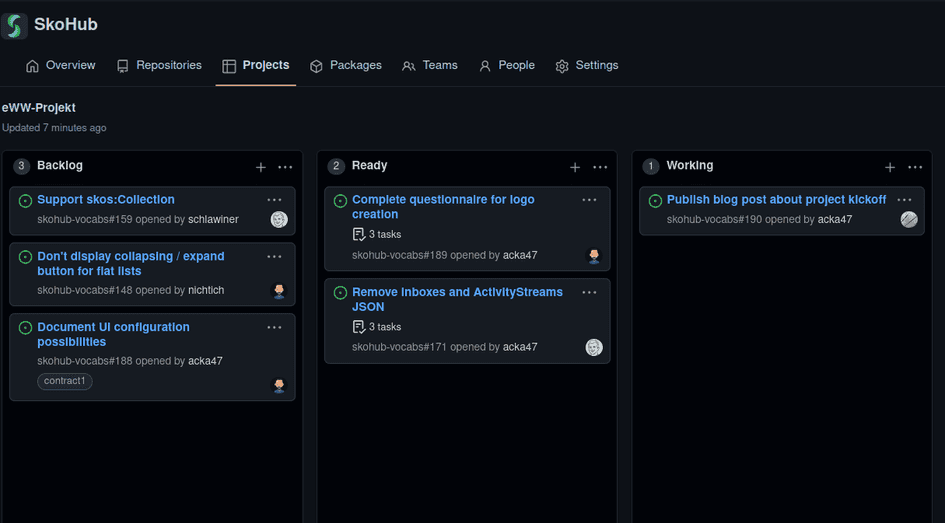 SkoHub
Overview
Repositories
Projects
Packages
Teams
People
Settings
eWW-Projekt
Updated 7 minutes ago
3 Backlog
Support skos:Collection
skohub-vocabs#159 opened by schlawiner
Don't display collapsing / expand
button for flat lists
skohub-vocabs#148 opened by nichtich
Document UI configuration
possibilities
skohub-vocabs#188 opened by acka47
contract1
2 Ready
Complete questionnaire for logo
creation
3 tasks
skohub-vocabs#189 opened by acka47
Remove Inboxes and ActivityStreams
JSON
3 tasks
skohub-vocabs#171 opened by acka47
1 Working
Publish blog post about project kickoff
skohub-vocabs#190 opened by acka47